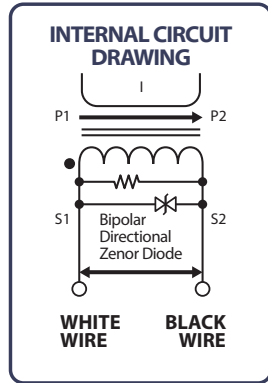 INTERNAL CIRCUIT
DRAWING
I
P1 P2
S1 S2
Bipolar
Directional
Zenor Diode
WHITE BLACK
WIRE WIRE